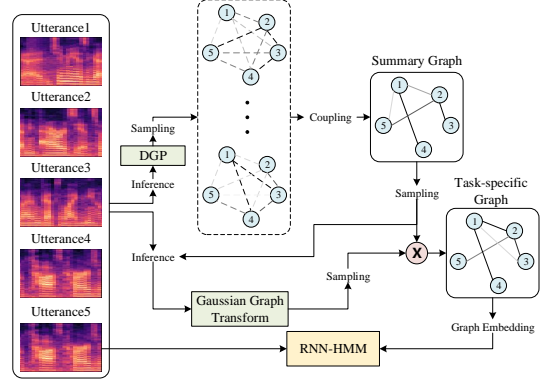 Utterance1
Utterance2
Utterance3
Utterance4
Utterance5
Sampling
DGP
Inference
1
2
5
3
4
1
2
5
3
4
Coupling
Summary Graph
1
2
5
3
4
Sampling
Task-specific
Graph
1
2
5
3
4
Inference
Sampling
X
Gaussian Graph
Transform
Graph Embedding
RNN-HMM